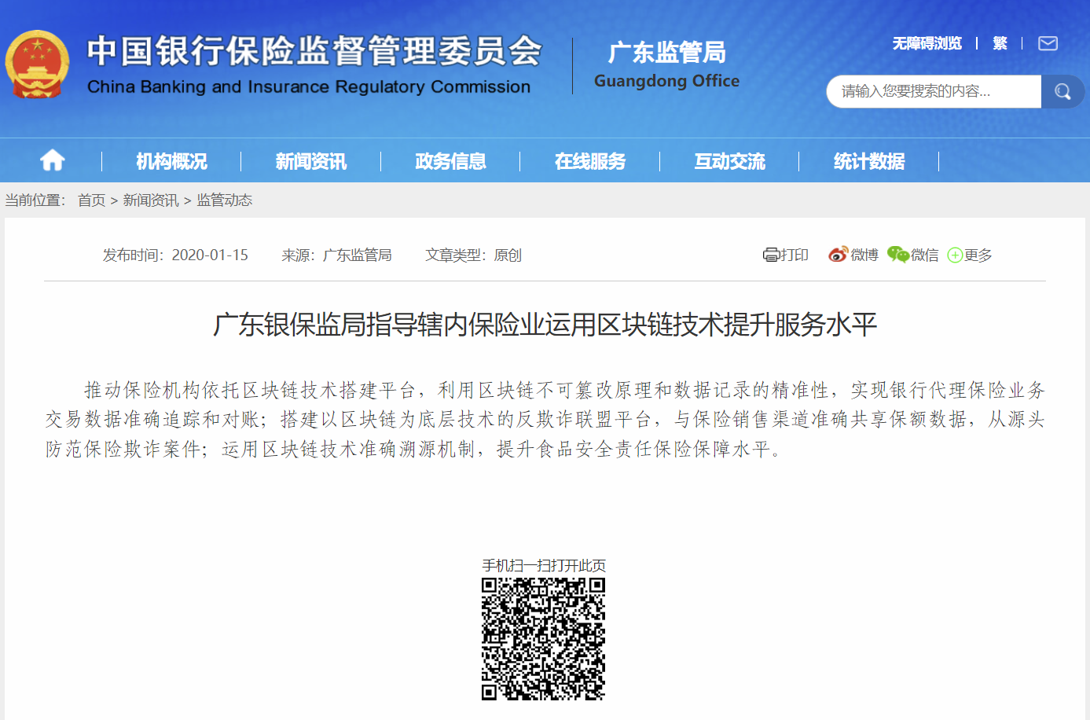 中国银行保险监督管理委员会
China Banking and Insurance Regulatory Commission
广东监管局
Guangdong Office
无障碍浏览 | 繁 |
请输入您要搜索的内容...
机构概况 新闻资讯 政务信息 在线服务 互动交流 统计数据
当前位置： 首页 > 新闻资讯 > 监管动态
发布时间：2020-01-15 来源：广东监管局 文章类型：原创 打印 微博 微信 更多
广东银保监局指导辖内保险业运用区块链技术提升服务水平
推动保险机构依托区块链技术搭建平台，利用区块链不可篡改原理和数据记录的精准性，实现银行代理保险业务
交易数据准确追踪和对账；搭建以区块链为底层技术的反欺诈联盟平台，与保险销售渠道准确共享保额数据，从源头
防范保险欺诈案件；运用区块链技术准确溯源机制，提升食品安全责任保险保障水平。
手机扫一扫打开此页